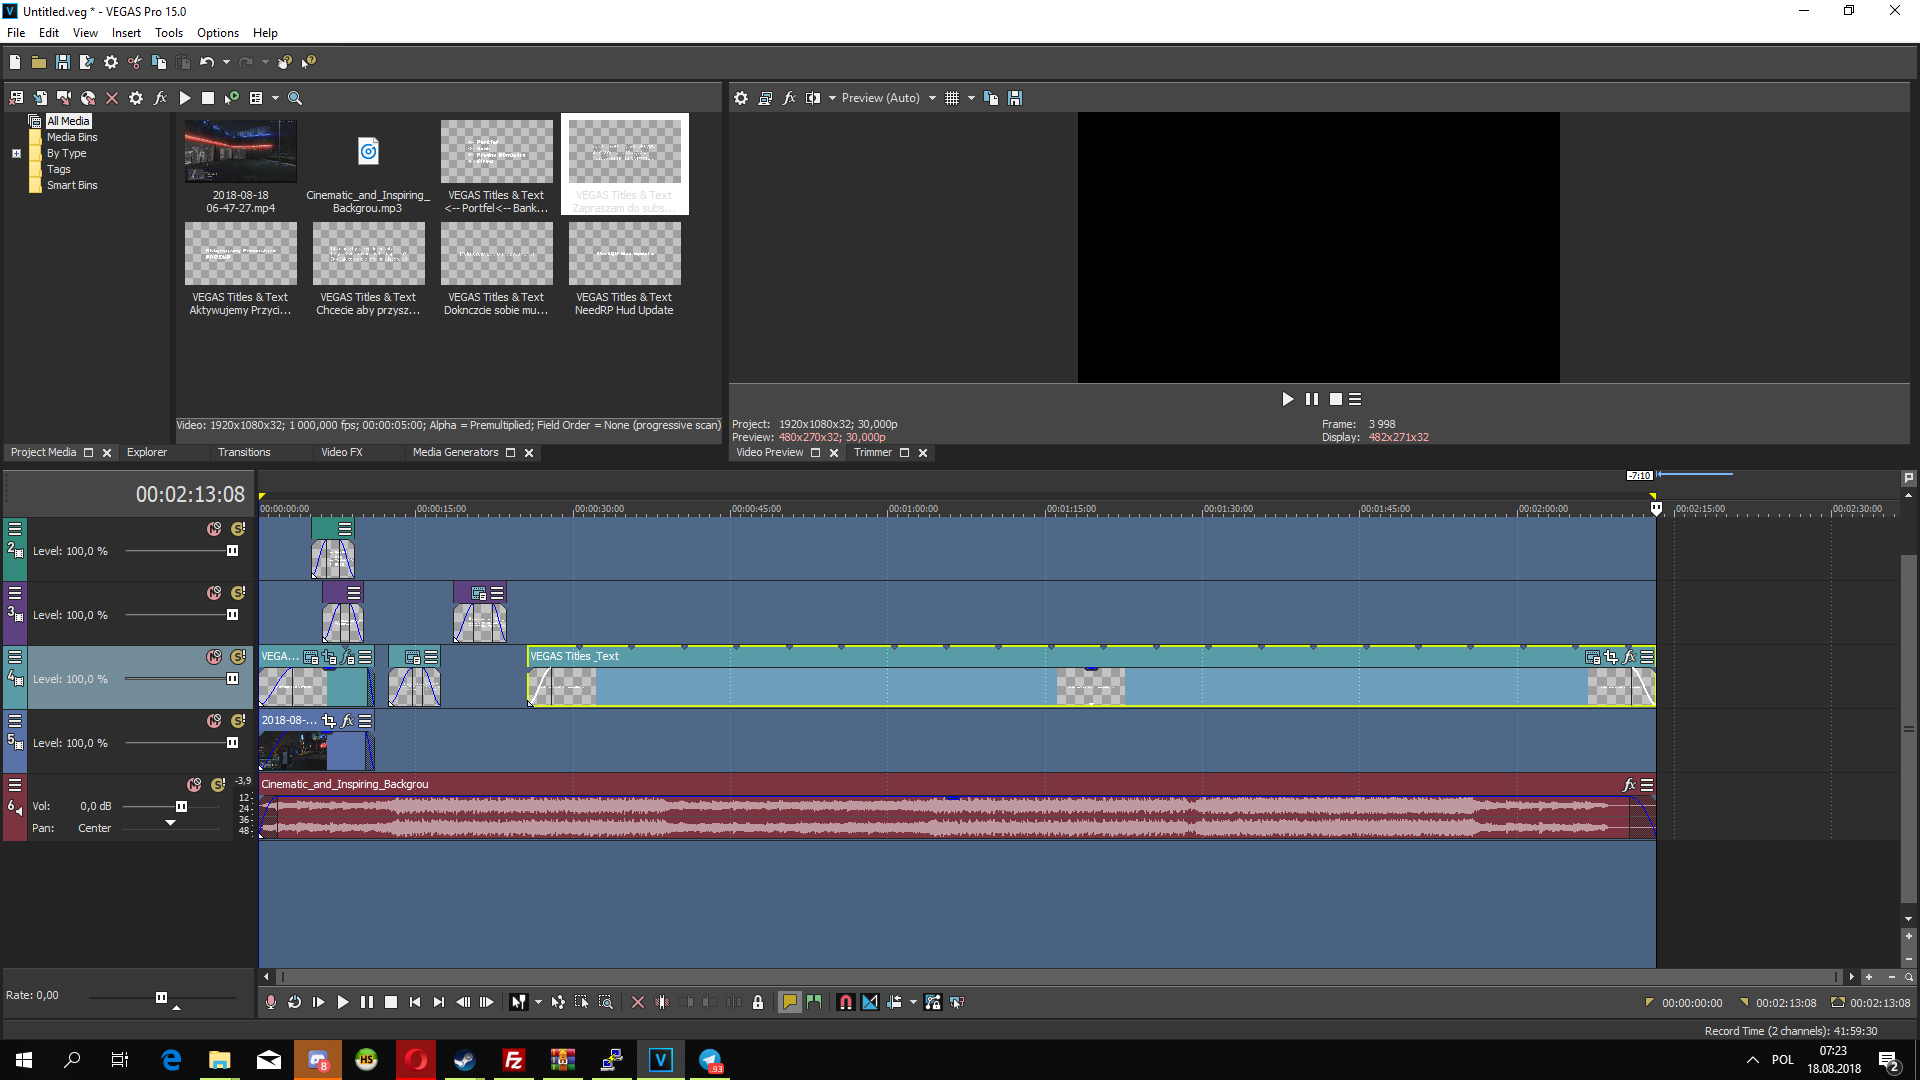 Untitled.veg * - VEGAS Pro 15.0
File Edit View Insert Tools Options Help
Preview (Auto)
All Media
Media Bins
By Type
Tags
Smart Bins
2018-08-18
06-47-27.mp4
Cinematic_and_Inspiring_
Backgrou.mp3
VEGAS Titles & Text
<-- Portfel<-- Bank...
VEGAS Titles & Text
Zapraszam do subs...
VEGAS Titles & Text
Aktywujemy Przyci...
VEGAS Titles & Text
Chcecie aby przysz...
VEGAS Titles & Text
Doknczcie sobie mu...
VEGAS Titles & Text
NeedRP Hud Update
Video: 1920x1080x32; 1 000,000 fps; 00:00:05:00; Alpha = Premultiplied; Field Order = None (progressive scan)
Project: 1920x1080x32; 30,000p
Preview: 480x270x32; 30,000p
Frame: 3 998
Display: 482x271x32
Project Media Explorer Transitions Video FX Media Generators
Video Preview Trimmer
-7:10
00:02:13:08
00:00:00:00 00:00:15:00 00:00:30:00 00:00:45:00 00:01:00:00 00:01:15:00 00:01:30:00 00:01:45:00 00:02:00:00 00:02:15:00 00:02:30:00
2 Level: 100,0 %
3 Level: 100,0 %
4 Level: 100,0 %
VEGA...
VEGAS Titles _Text
5 Level: 100,0 %
2018-08-...
6
Vol: 0,0 dB
Pan: Center
-3,9
12
24
36
48
Cinematic_and_Inspiring_Backgrou
Rate: 0,00
00:00:00:00 00:02:13:08 00:02:13:08
Record Time (2 channels): 41:59:30
8
HS
93
POL
07:23
18.08.2018
2